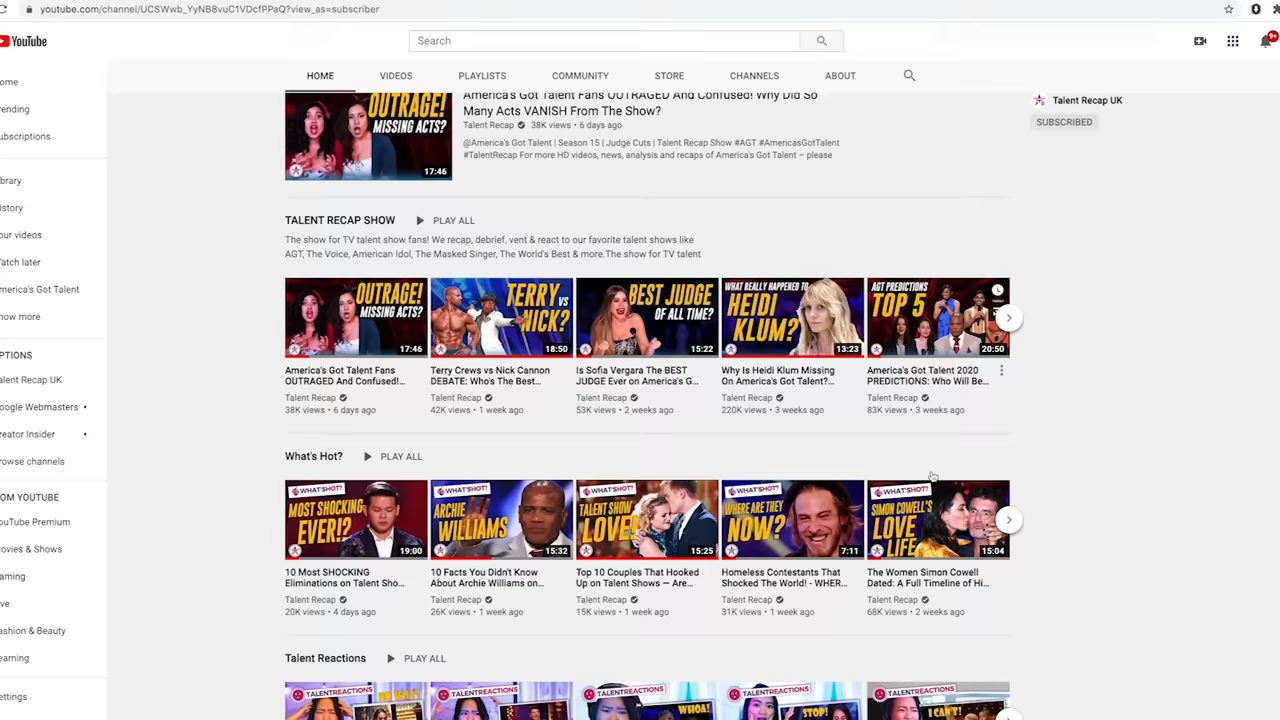 youtube.com/channel/UCSWwb_YyNB8vuC1VDcfPPaQ?view_as=subscriber
YouTube
Search
9+
HOME VIDEOS PLAYLISTS COMMUNITY STORE CHANNELS ABOUT
ome
rending
ubscriptions
brary
istory
our videos
atch later
merica's Got Talent
how more
PTIONS
alent Recap UK
oogle Webmasters
reator Insider
rowse channels
OM YOUTUBE
ouTube Premium
ovies & Shows
aming
ve
ashion & Beauty
earning
ettings
OUTRAGE!
MISSING ACTS?
17:46
America's Got Talent Fans OUTRAGED And Confused! Why Did So
Many Acts VANISH From The Show?
Talent Recap 38K views • 6 days ago
@America's Got Talent | Season 15 | Judge Cuts | Talent Recap Show #AGT #AmericasGotTalent
#TalentRecap For more HD videos, news, analysis and recaps of America's Got Talent – please
Talent Recap UK
SUBSCRIBED
TALENT RECAP SHOW PLAY ALL
The show for TV talent show fans! We recap, debrief, vent & react to our favorite talent shows like
AGT, The Voice, American Idol, The Masked Singer, The World's Best & more.The show for TV talent
OUTRAGE!
MISSING ACTS?
17:46
America's Got Talent Fans
OUTRAGED And Confused!...
Talent Recap
38K views • 6 days ago
TERRY
VS
NICK?
18:50
Terry Crews vs Nick Cannon
DEBATE: Who's The Best...
Talent Recap
42K views • 1 week ago
BEST JUDGE
OF ALL TIME?
15:22
Is Sofia Vergara The BEST
JUDGE Ever on America's G...
Talent Recap
53K views • 2 weeks ago
WHAT REALLY HAPPENED TO
HEIDI
KLUM?
13:23
Why Is Heidi Klum Missing
On America's Got Talent?...
Talent Recap
220K views • 3 weeks ago
AGT PREDICTIONS
TOP 5
20:50
America's Got Talent 2020
PREDICTIONS: Who Will Be...
Talent Recap
83K views • 3 weeks ago
What's Hot? PLAY ALL
WHAT'SHOT?
MOST SHOCKING
EVER!?
19:00
10 Most SHOCKING
Eliminations on Talent Sho...
Talent Recap
20K views • 4 days ago
WHAT'SHOT?
ARCHIE
WILLIAMS
15:32
10 Facts You Didn't Know
About Archie Williams on...
Talent Recap
26K views • 1 week ago
WHAT'SHOT?
TALENT SHOW
LOVE!
15:25
Top 10 Couples That Hooked
Up on Talent Shows — Are...
Talent Recap
15K views • 1 week ago
WHAT'SHOT?
WHERE ARE THEY
NOW?
7:11
Homeless Contestants That
Shocked The World! - WHER...
Talent Recap
31K views • 1 week ago
WHAT'SHOT?
SIMON COWELL'S
LOVE
LIFE
15:04
The Women Simon Cowell
Dated: A Full Timeline of Hi...
Talent Recap
68K views • 2 weeks ago
Talent Reactions PLAY ALL
TALENTREACTIONS
TALENTREACTIONS
TALENTREACTIONS
WHOA!
TALENTREACTIONS
STOP!
TALENTREACTIONS
I CAN'T!